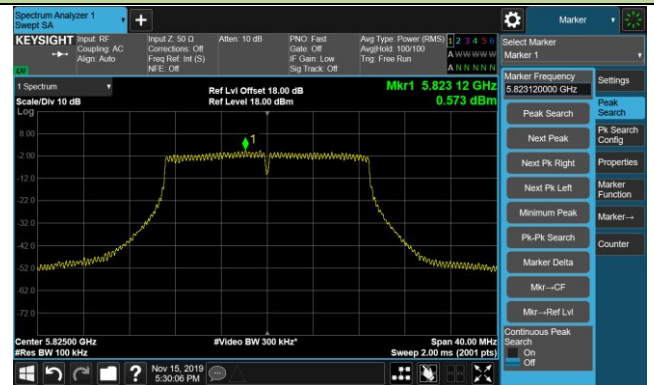 Spectrum Analyzer 1
Swept SA
Marker
KEYSIGHT Input: RF
Coupling: AC
Align: Auto
Input Z: 50 Ω
Corrections: Off
Freq Ref: Int (S)
NFE: Off
Atten: 10 dB
PNO: Fast
Gate: Off
IF Gain: Low
Sig Track: Off
Avg Type: Power (RMS)
Avg|Hold: 100/100
Trig: Free Run
1 2 3 4 5 6
A W W W W W
A N N N N N
LXI
Select Marker
Marker 1
1 Spectrum
Scale/Div 10 dB
Log
Ref Lvl Offset 18.00 dB
Ref Level 18.00 dBm
Mkr1 5.823 12 GHz
0.573 dBm
8.00
-2.00
-12.0
-22.0
-32.0
-42.0
-52.0
-62.0
-72.0
1
Center 5.82500 GHz
#Res BW 100 kHz
#Video BW 300 kHz*
Span 40.00 MHz
Sweep 2.00 ms (2001 pts)
Marker Frequency
5.823120000 GHz
Peak Search
Next Peak
Next Pk Right
Next Pk Left
Minimum Peak
Pk-Pk Search
Marker Delta
Mkr→CF
Mkr→Ref Lvl
Continuous Peak
Search
On
Off
Settings
Peak
Search
Pk Search
Config
Properties
Marker
Function
Marker→
Counter
Nov 15, 2019
5:30:06 PM